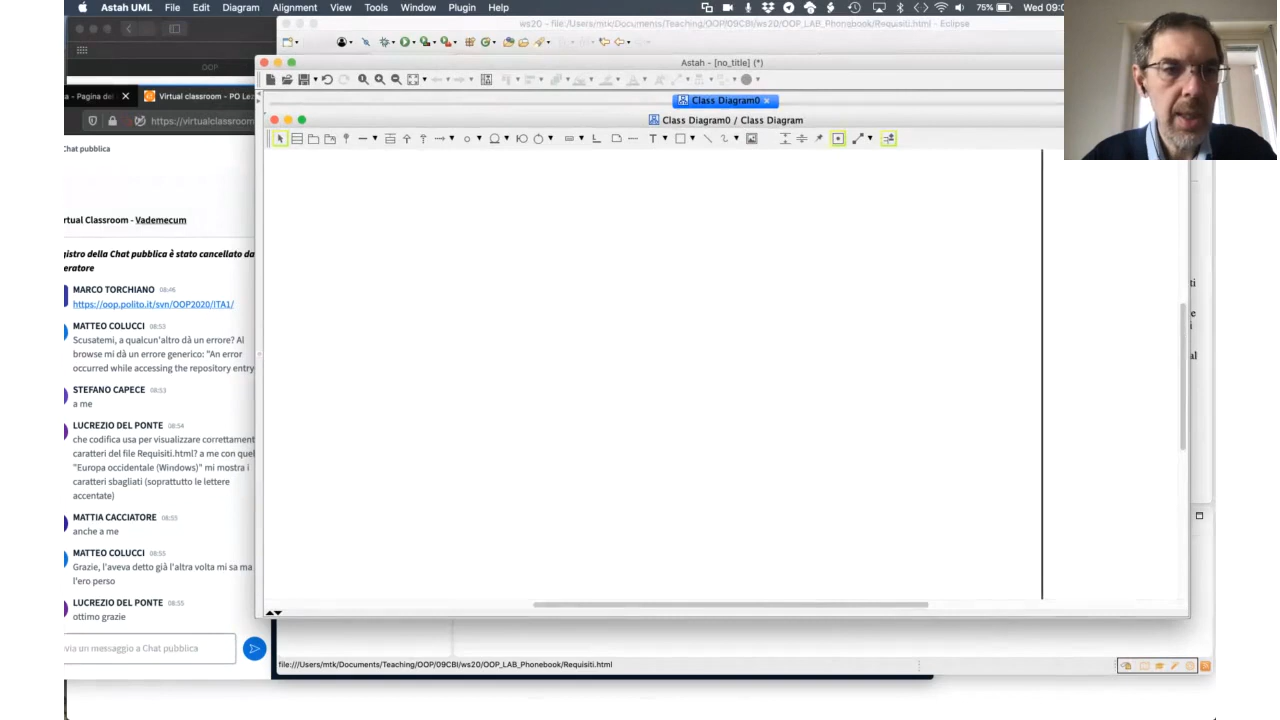 Astah UML File Edit Diagram Alignment View Tools Window Plugin Help
75%
Wed 09:0
ws20 - file:/Users/mtk/Documents/Teaching/OOP/09CBI/ws20/OOP_LAB_Phonebook/Requisiti.html - Eclipse
OOP
Astah - [no_title] (*)
a - Pagina del
Virtual classroom - PO Le
Class Diagram0
Class Diagram0 / Class Diagram
https://virtualclassroom
Chat pubblica
rtual Classroom - Vademecum
gistro della Chat pubblica è stato cancellato da
eratore
MARCO TORCHIANO 08:46
https://oop.polito.it/svn/OOP2020/ITA1/
MATTEO COLUCCI 08:53
Scusatemi, a qualcun'altro dà un errore? Al
browse mi dà un errore generico: "An error
occurred while accessing the repository entry
STEFANO CAPECE 08:53
a me
LUCREZIO DEL PONTE 08:54
che codifica usa per visualizzare correttament
caratteri del file Requisiti.html? a me con quel
"Europa occidentale (Windows)" mi mostra i
caratteri sbagliati (soprattutto le lettere
accentate)
MATTIA CACCIATORE 08:55
anche a me
MATTEO COLUCCI 08:55
Grazie, l'aveva detto già l'altra volta mi sa ma
l'ero perso
LUCREZIO DEL PONTE 08:55
ottimo grazie
via un messaggio a Chat pubblica
ti
e
i
al
file:///Users/mtk/Documents/Teaching/OOP/09CBI/ws20/OOP_LAB_Phonebook/Requisiti.html